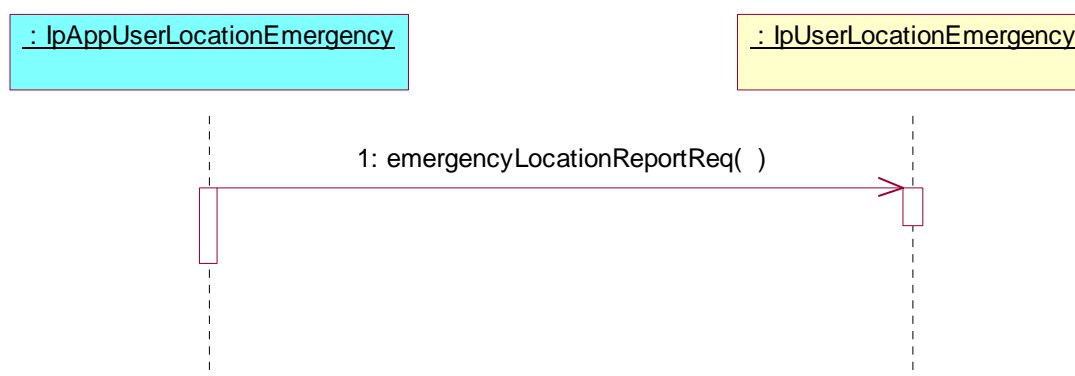 : IpAppUserLocationEmergency
: IpUserLocationEmergency
1: emergencyLocationReportReq(  )